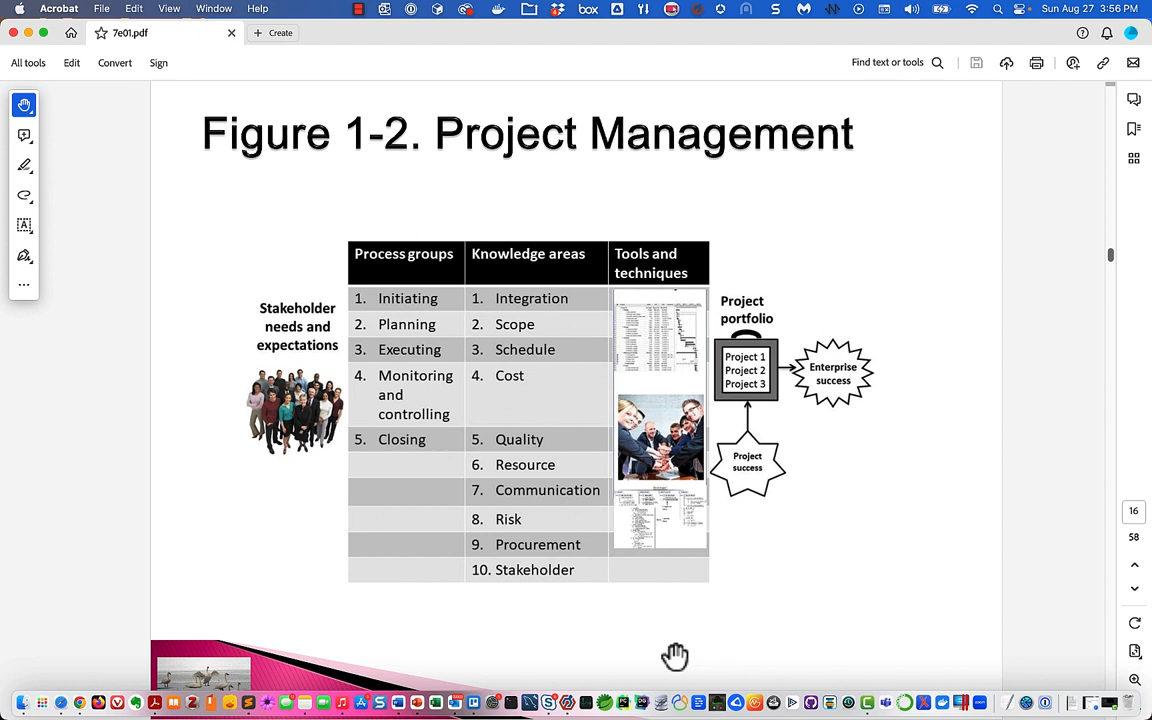 Acrobat File Edit View Window Help
box
Sun Aug 27 3:56 PM
7e01.pdf
Create
All tools Edit Convert Sign
Find text or tools
Figure 1-2. Project Management
Process groups Knowledge areas Tools and techniques
1. Initiating 1. Integration
2. Planning 2. Scope
3. Executing 3. Schedule
4. Monitoring and controlling 4. Cost
5. Closing 5. Quality
6. Resource
7. Communication
8. Risk
9. Procurement
10. Stakeholder
Stakeholder
needs and
expectations
Project
portfolio
Project 1
Project 2
Project 3
Enterprise
success
Project
success
16
58